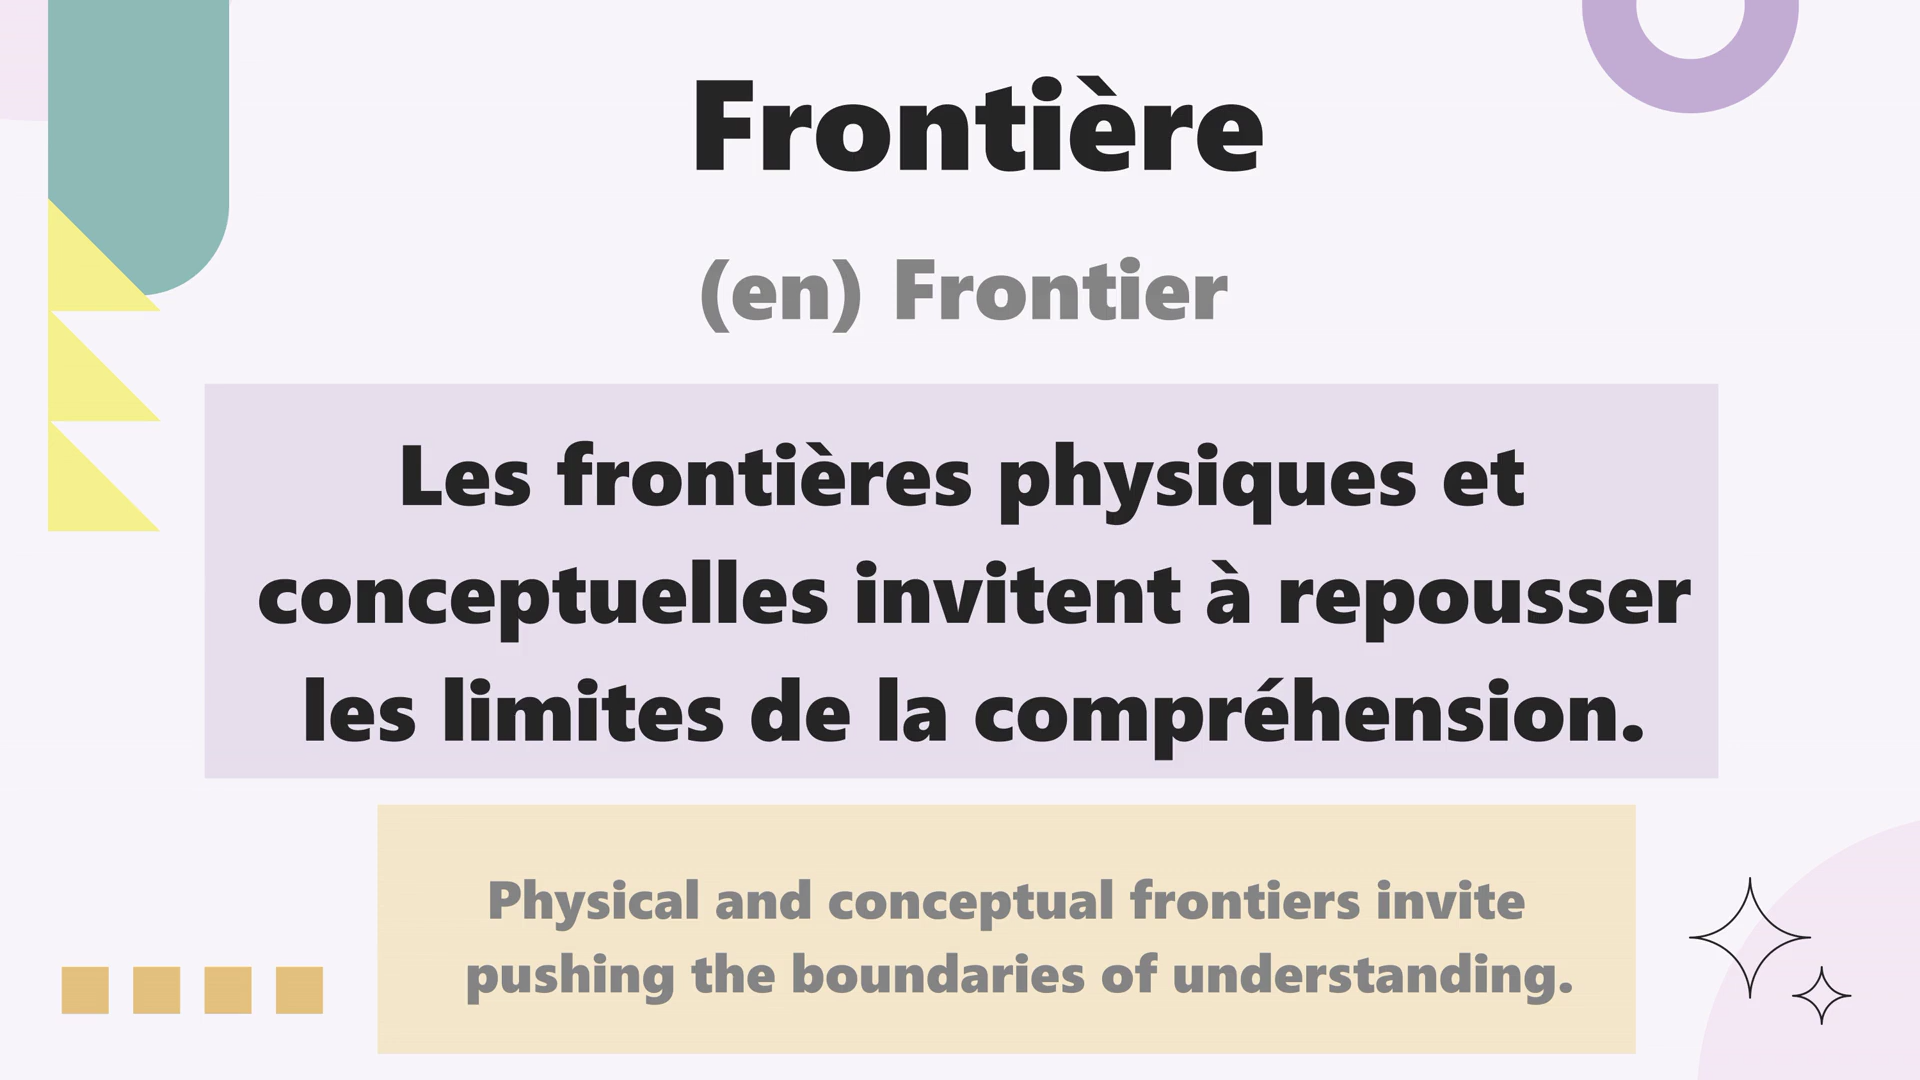 Frontière
(en) Frontier
Les frontières physiques et
conceptuelles invitent à repousser
les limites de la compréhension.
Physical and conceptual frontiers invite
pushing the boundaries of understanding.